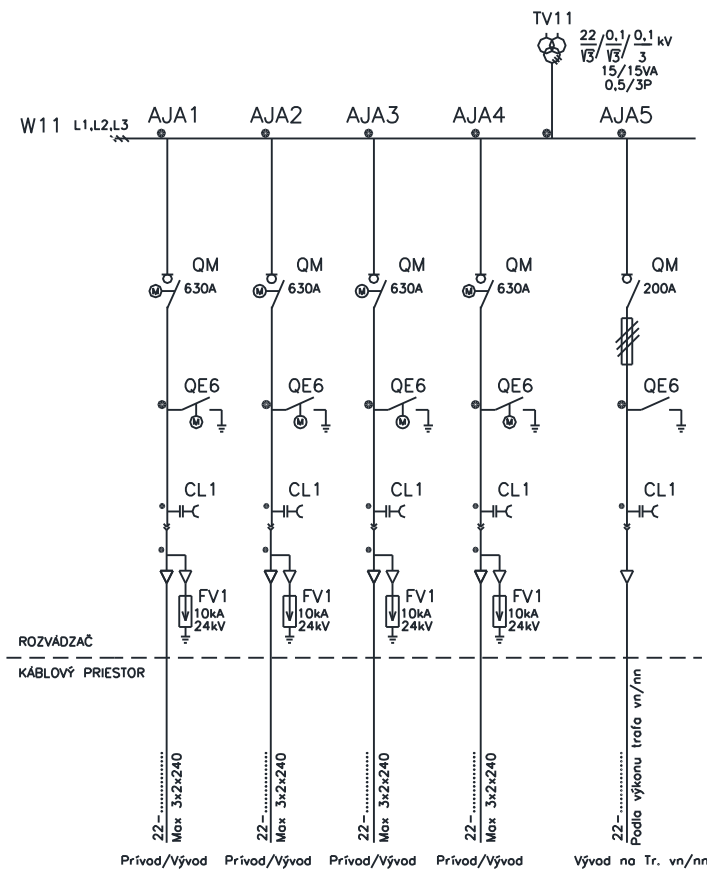 TV11
22/√3 / 0,1/√3 / 0,1/3 kV
15/15VA
0,5/3P
W11 L1,L2,L3 AJA1 AJA2 AJA3 AJA4 AJA5
QM QM QM QM QM
M 630A M 630A M 630A M 630A 200A
QE6 QE6 QE6 QE6 QE6
M M M M
CL1 CL1 CL1 CL1 CL1
FV1 FV1 FV1 FV1
10kA 10kA 10kA 10kA
24kV 24kV 24kV 24kV
ROZVÁDZAČ
KÁBLOVÝ PRIESTOR
22-
Max 3x2x240
22-
Max 3x2x240
22-
Max 3x2x240
22-
Max 3x2x240
22-
Podla výkonu trafa vn/nn
Prívod/Vývod Prívod/Vývod Prívod/Vývod Prívod/Vývod Vývod na Tr. vn/nn